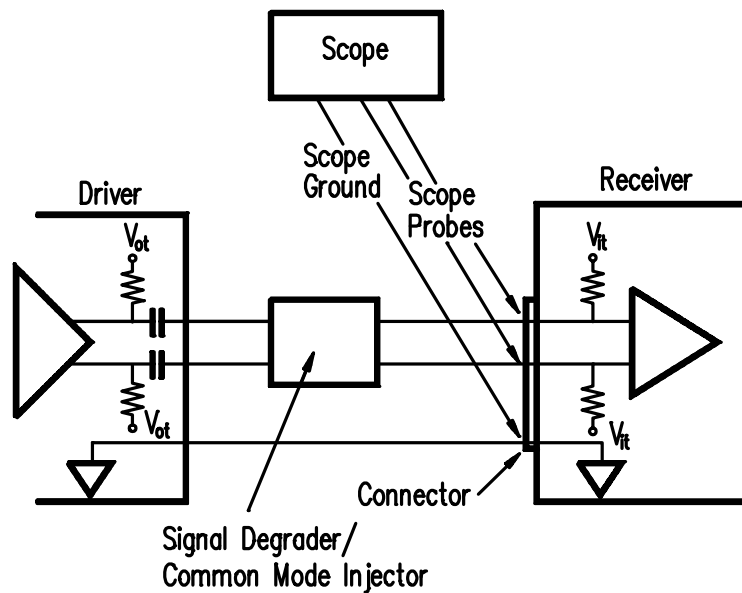 Scope
Scope
Ground
Scope
Probes
Driver
Receiver
Vot
Vit
Vot
Vit
Connector
Signal Degrader/
Common Mode Injector